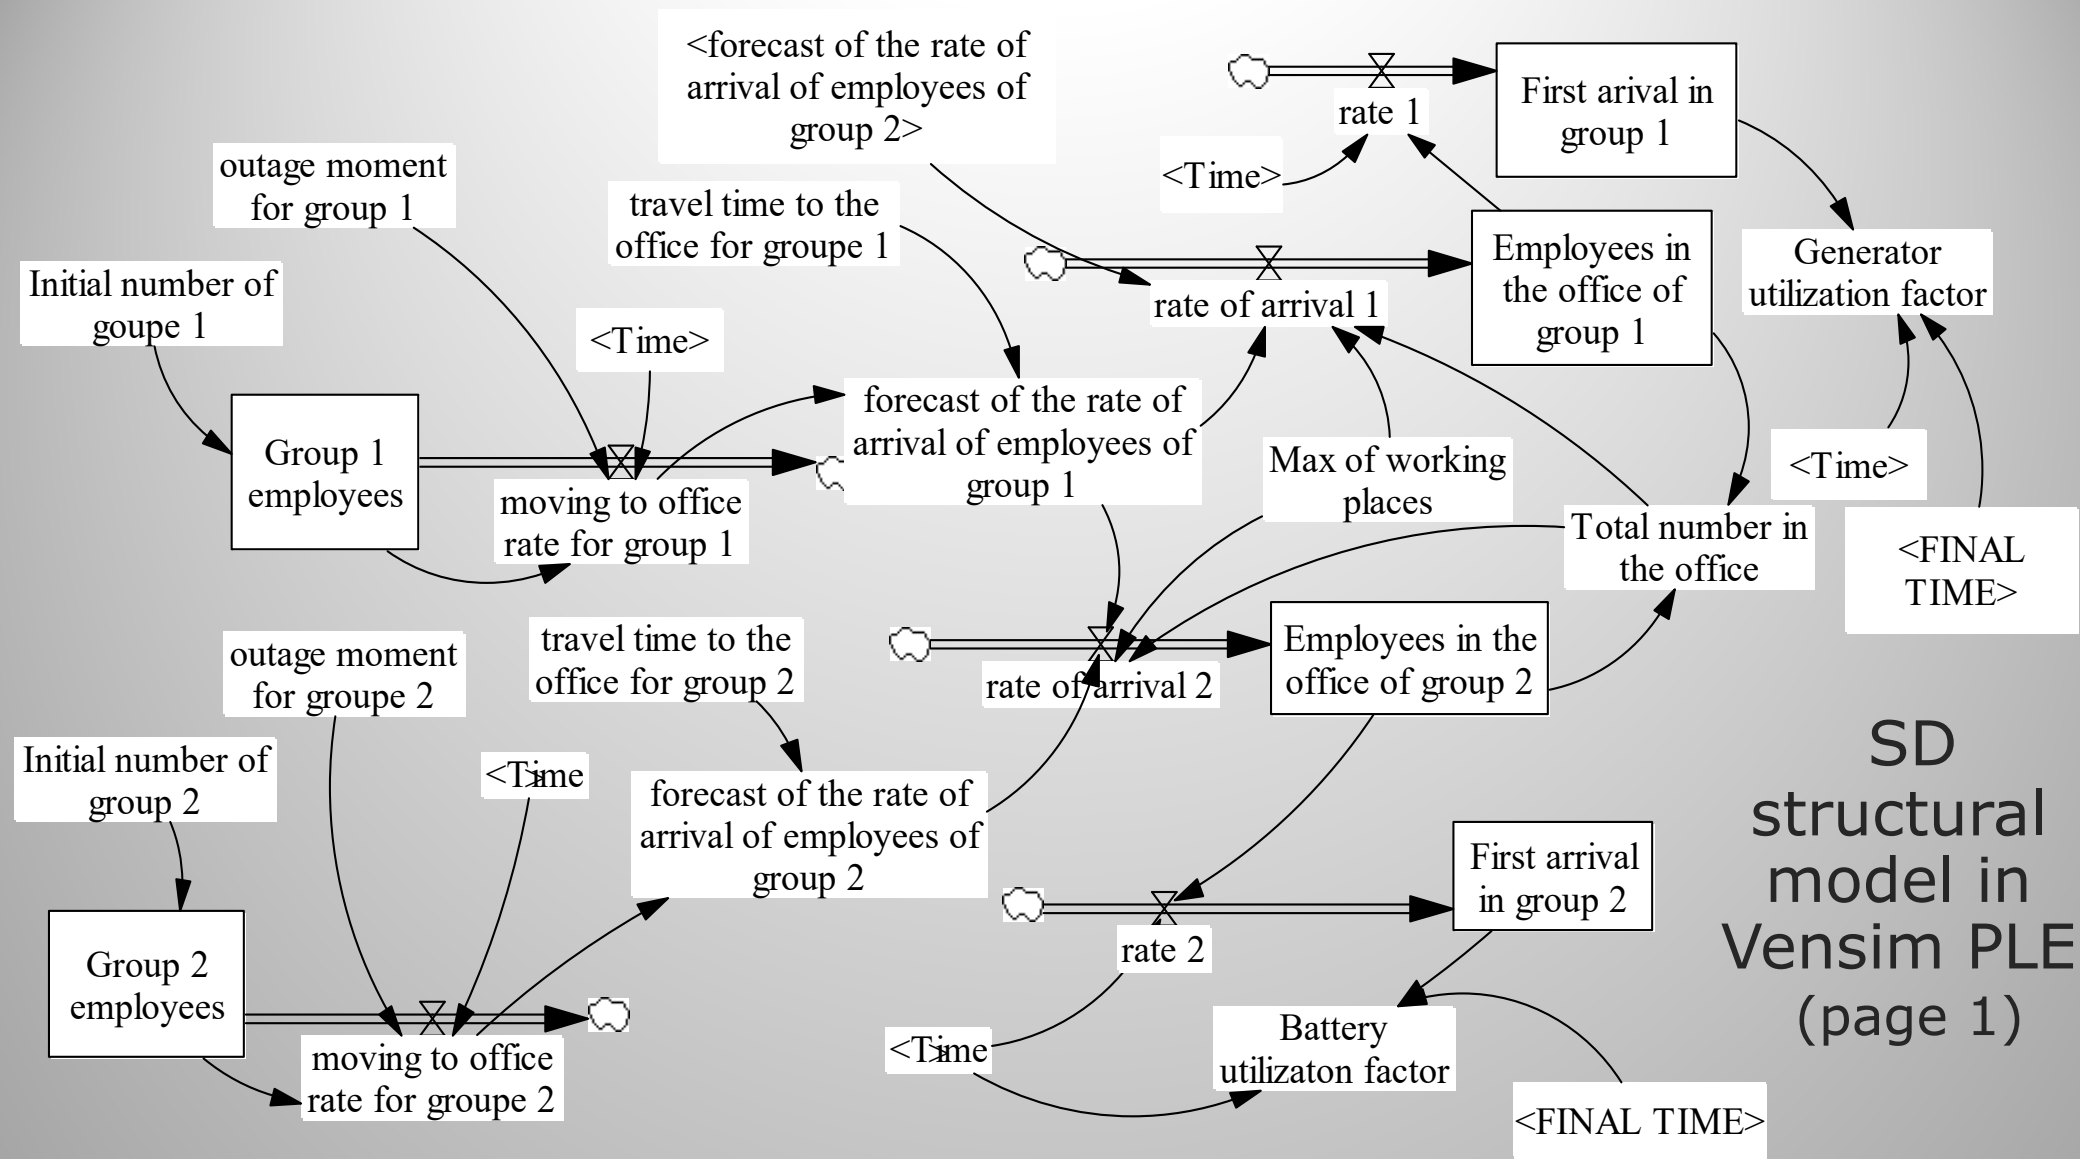 <forecast of the rate of
arrival of employees of
group 2>
rate 1
First arival in
group 1
<Time>
outage moment
for group 1
travel time to the
office for groupe 1
Initial number of
goupe 1
<Time>
rate of arrival 1
Employees in
the office of
group 1
Generator
utilization factor
Group 1
employees
moving to office
rate for group 1
forecast of the rate of
arrival of employees of
group 1
Max of working
places
<Time>
Total number in
the office
<FINAL
TIME>
outage moment
for groupe 2
travel time to the
office for group 2
rate of arrival 2
Employees in the
office of group 2
Initial number of
group 2
<Time>
forecast of the rate of
arrival of employees of
group 2
First arrival
in group 2
Group 2
employees
moving to office
rate for groupe 2
rate 2
<Time>
Battery
utilizaton factor
<FINAL TIME>
SD
structural
model in
Vensim PLE
(page 1)